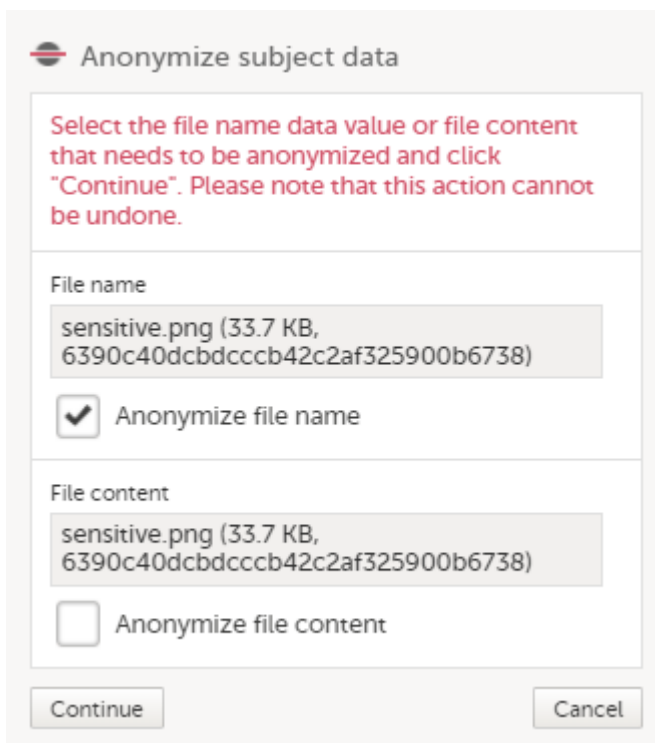 Anonymize subject data
Select the file name data value or file content
that needs to be anonymized and click
"Continue". Please note that this action cannot
be undone.
File name
sensitive.png (33.7 KB,
6390c40dcbdcccb42c2af325900b6738)
Anonymize file name
File content
sensitive.png (33.7 KB,
6390c40dcbdcccb42c2af325900b6738)
Anonymize file content
Continue
Cancel